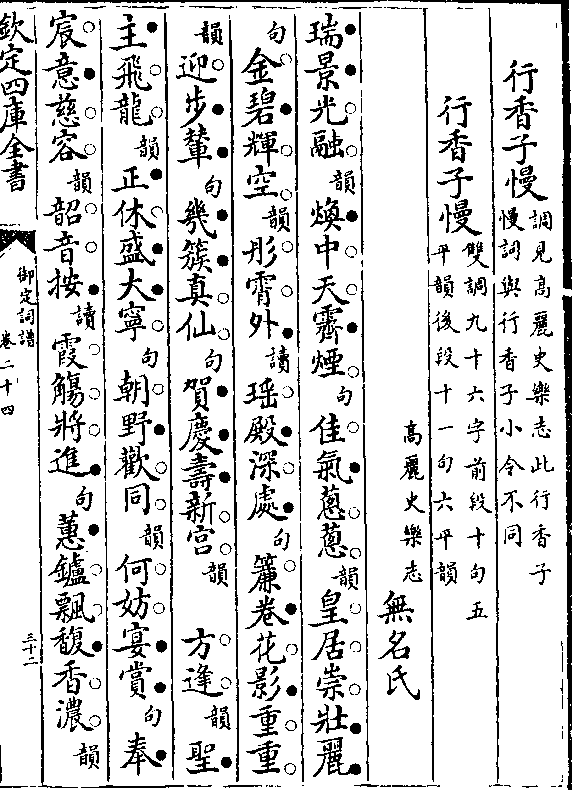 行香子慢 調見高麗史樂志此行香子
慢詞與行香子小令不同
行香子慢 雙調九十六字前段十句五
平韻後段十一句六平韻
高麗史樂志 無名氏
瑞景光融韻煥中天霽煙句佳氣蔥蔥韻皇居崇壯麗
句金碧輝空韻彤霄外讀瑤殿深處句簾卷花影重重
韻迎步輦句幾簇真仙句賀慶壽新宮韻 方逢韻聖
主飛龍韻正休盛大寧句朝野歡同韻何妨宴賞句奉
宸意慈容韻韶音按讀霞觴將進句蕙鑪飄馥香濃韻
欽定四庫全書
御定詞譜
卷二十四
三十二